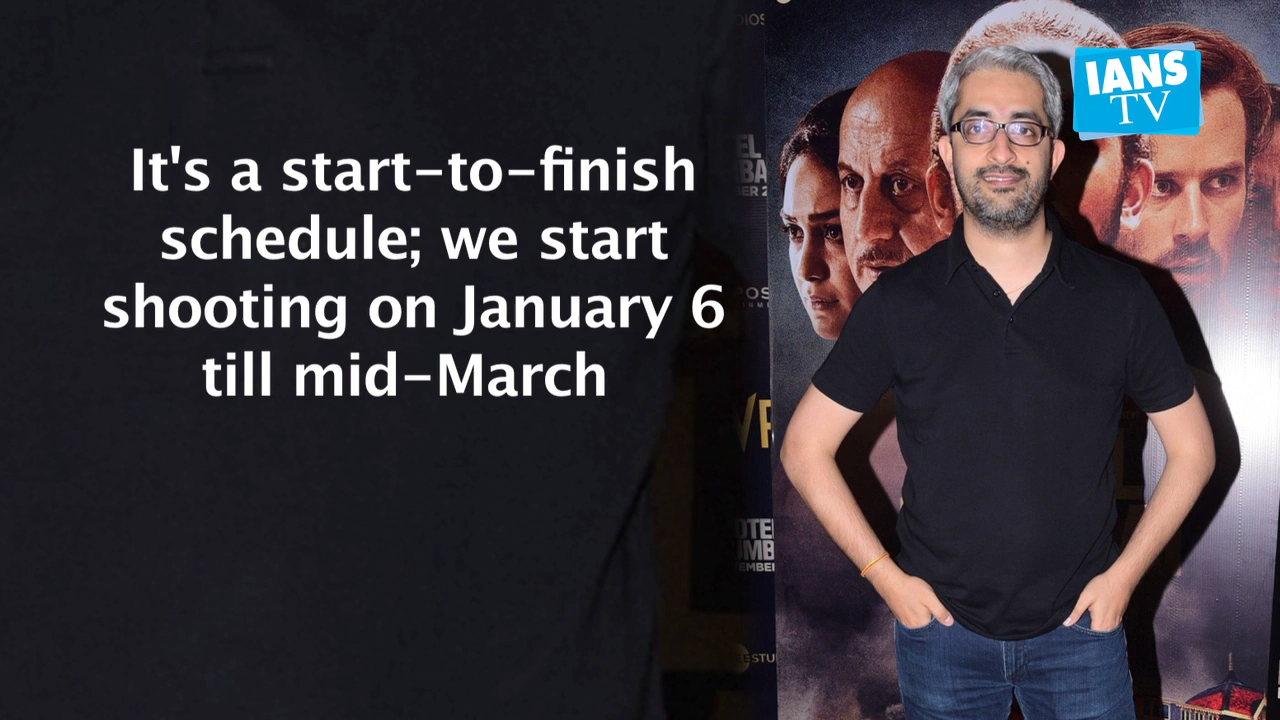 IANS
TV
It's a start-to-finish
schedule; we start
shooting on January 6
till mid-March